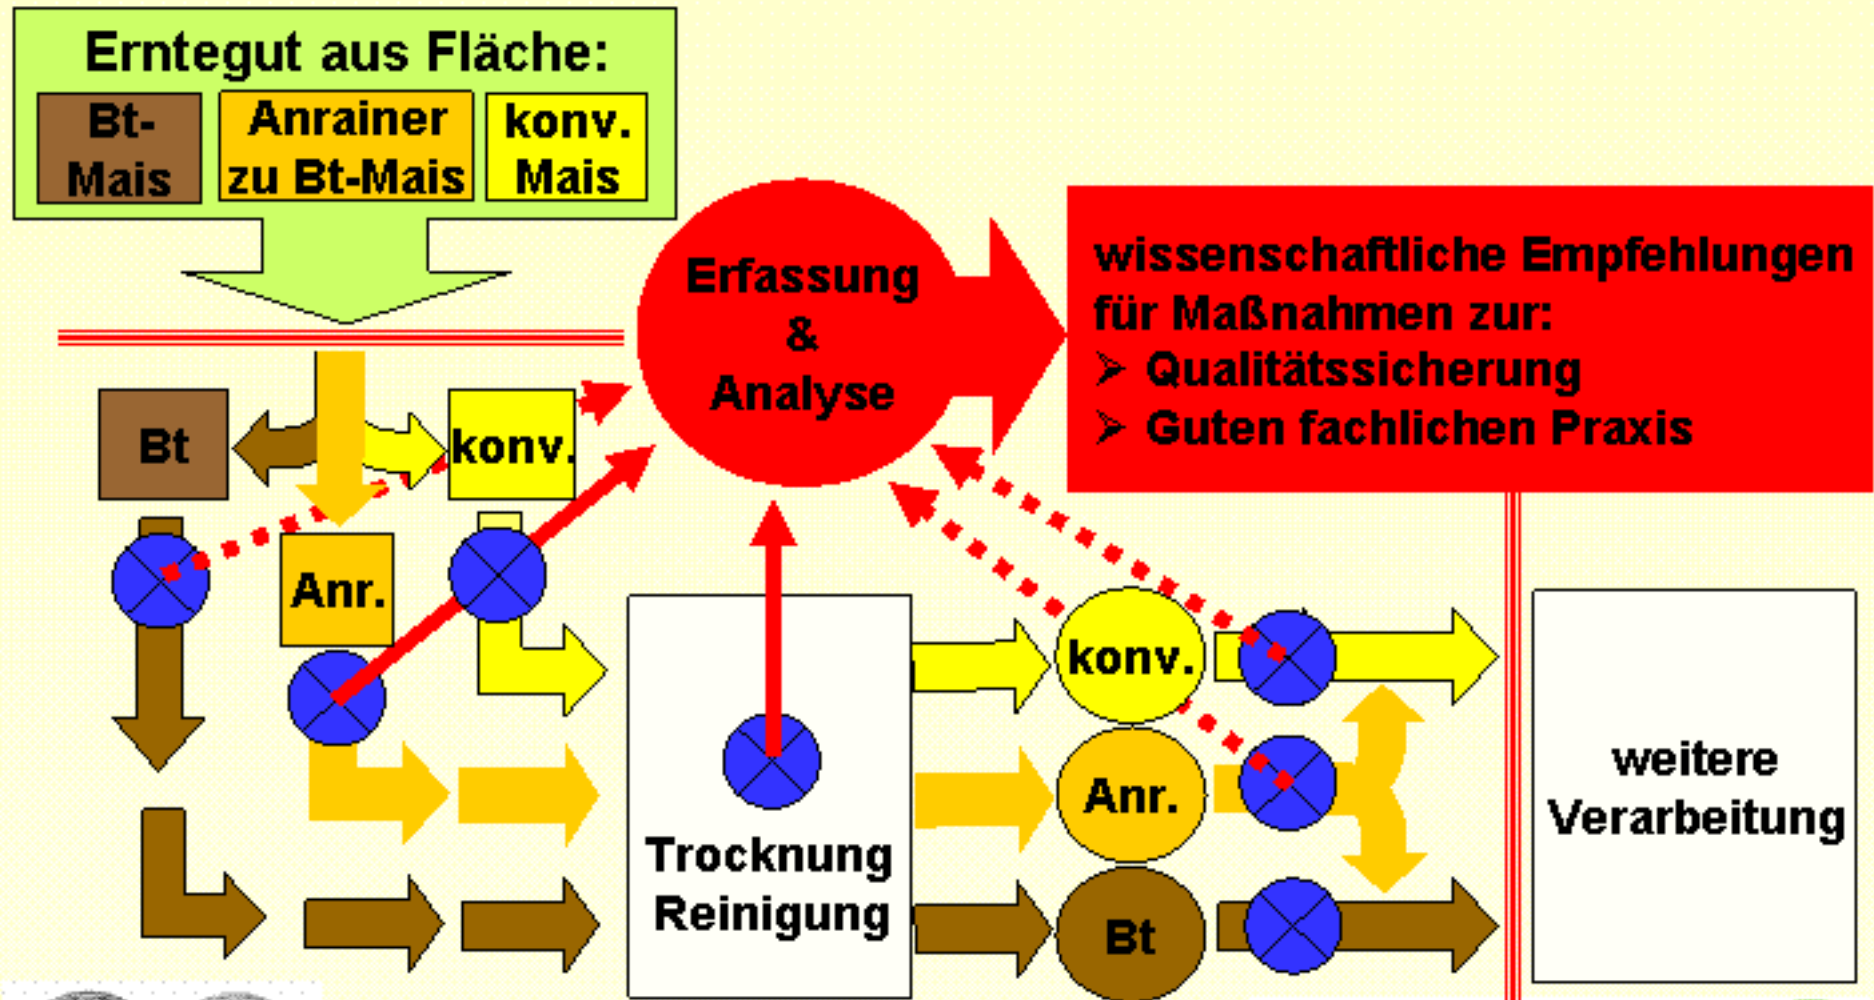 Erntegut aus Fläche:
Bt-
Mais
Anrainer
zu Bt-Mais
konv.
Mais
Erfassung
&
Analyse
wissenschaftliche Empfehlungen
für Maßnahmen zur:
➢ Qualitätssicherung
➢ Guten fachlichen Praxis
Bt
konv.
Anr.
Trocknung
Reinigung
konv.
Anr.
Bt
weitere
Verarbeitung